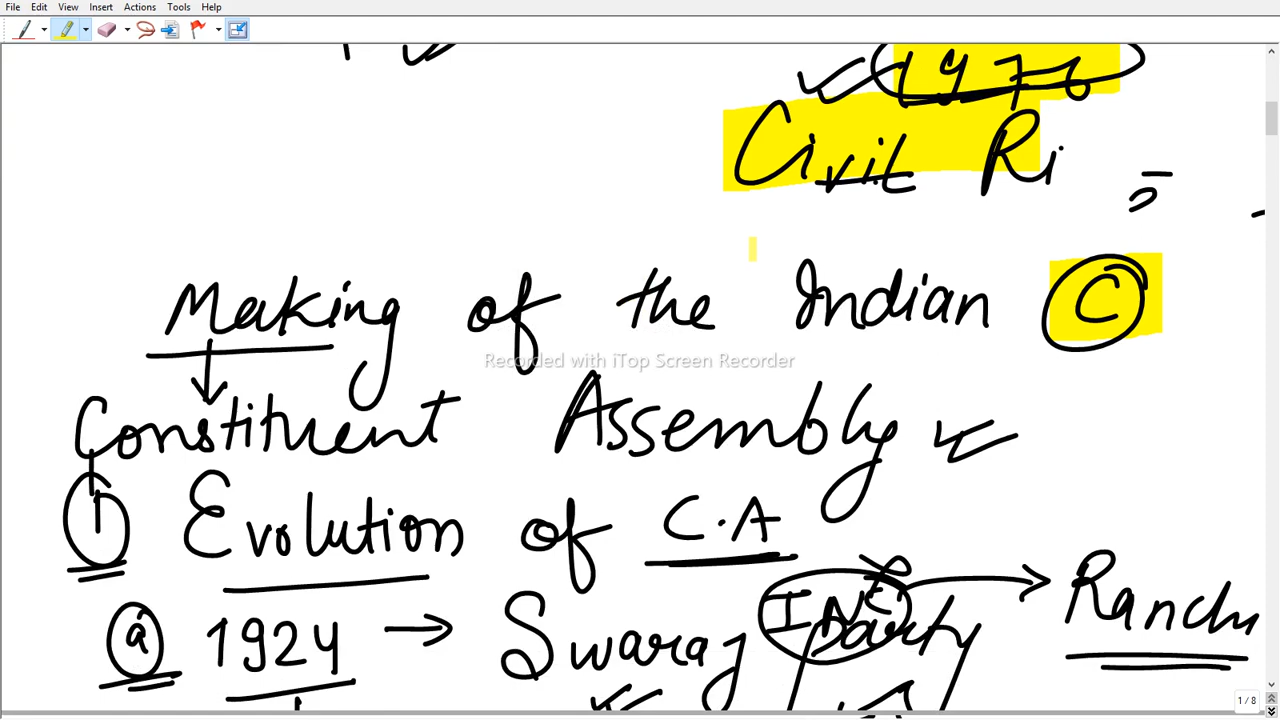 File Edit View Insert Actions Tools Help
1976
Civil Ri
Making of the Indian C
Recorded with iTop Screen Recorder
Constituent Assembly
1 Evolution of C.A
INC → Ranchi
a 1924 → Swaraj party
1/8